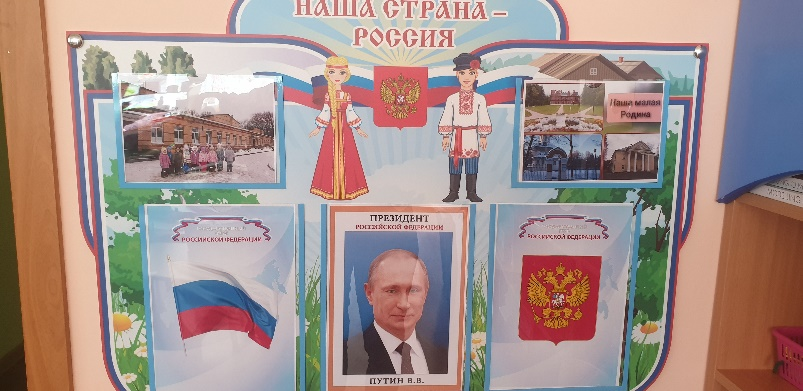 НАША СТРАНА –
РОССИЯ
Наша малая
Родина
РОССИЙСКОЙ ФЕДЕРАЦИИ
ПРЕЗИДЕНТ
РОССИЙСКОЙ ФЕДЕРАЦИИ
ПУТИН В.В.
РОССИЙСКОЙ ФЕДЕРАЦИИ